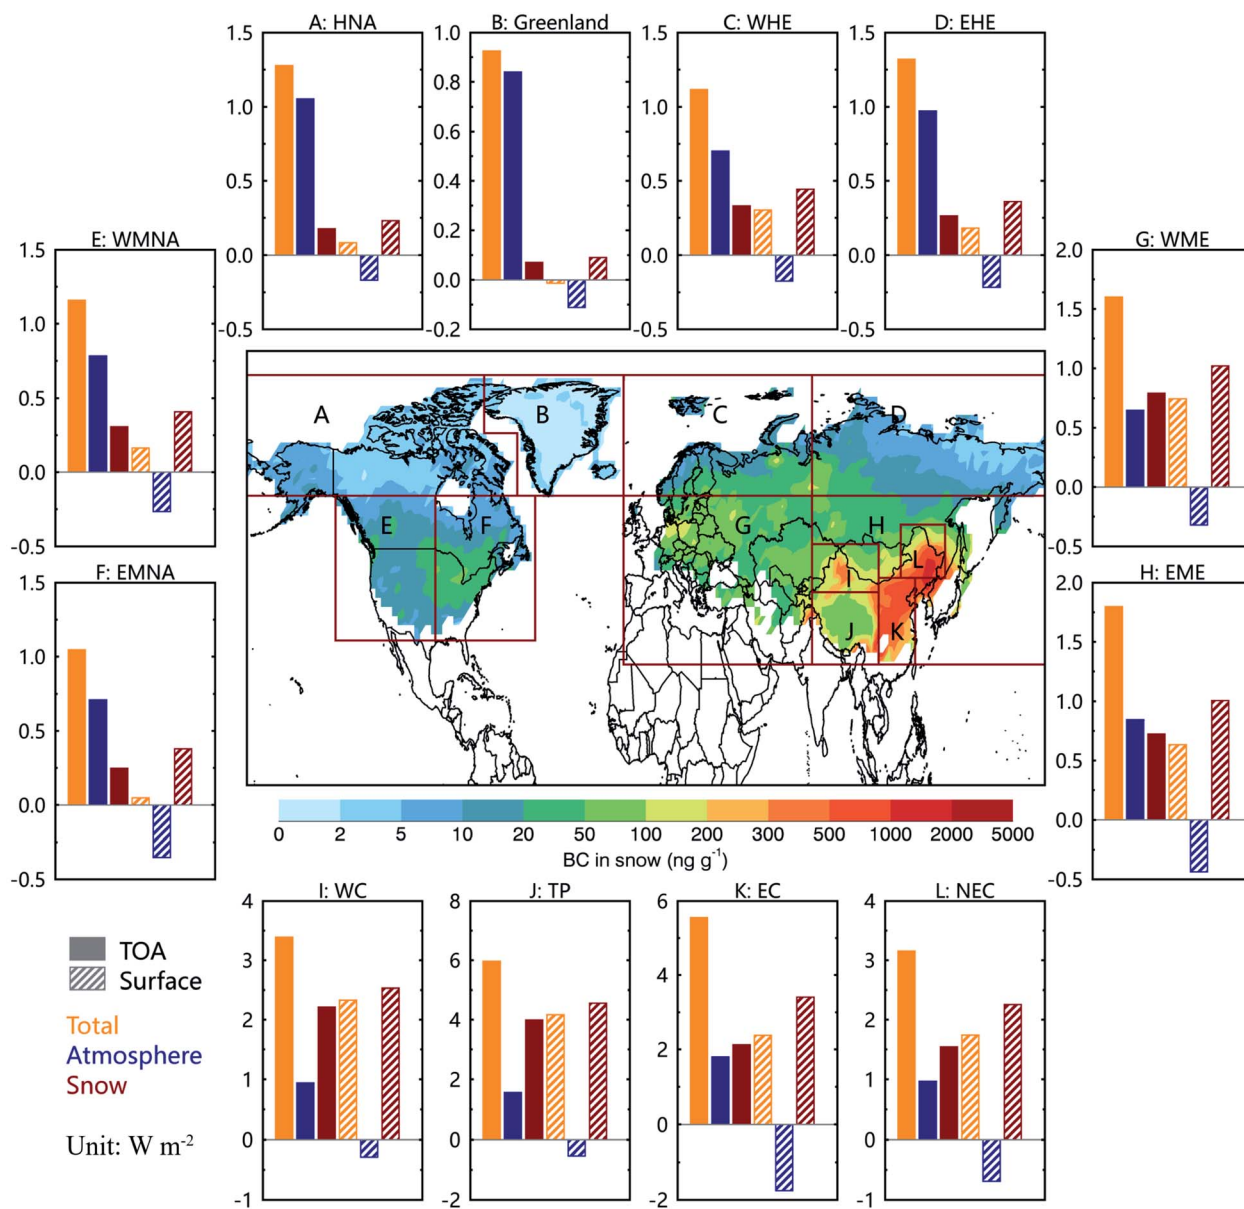 A: HNA
1.5
1.0
0.5
0.0
-0.5
B: Greenland
1.0
0.8
0.6
0.4
0.2
0.0
-0.2
C: WHE
1.5
1.0
0.5
0.0
-0.5
D: EHE
1.5
1.0
0.5
0.0
-0.5
E: WMNA
1.5
1.0
0.5
0.0
-0.5
G: WME
2.0
1.5
1.0
0.5
0.0
-0.5
A
B
C
D
E
F
G
H
I
J
K
L
F: EMNA
1.5
1.0
0.5
0.0
-0.5
H: EME
2.0
1.5
1.0
0.5
0.0
-0.5
0 2 5 10 20 50 100 200 300 500 1000 2000 5000
BC in snow (ng g⁻¹)
I: WC
4
3
2
1
0
-1
J: TP
8
6
4
2
0
-2
K: EC
6
4
2
0
-2
L: NEC
4
3
2
1
0
-1
TOA
Surface
Total
Atmosphere
Snow
Unit: W m⁻²